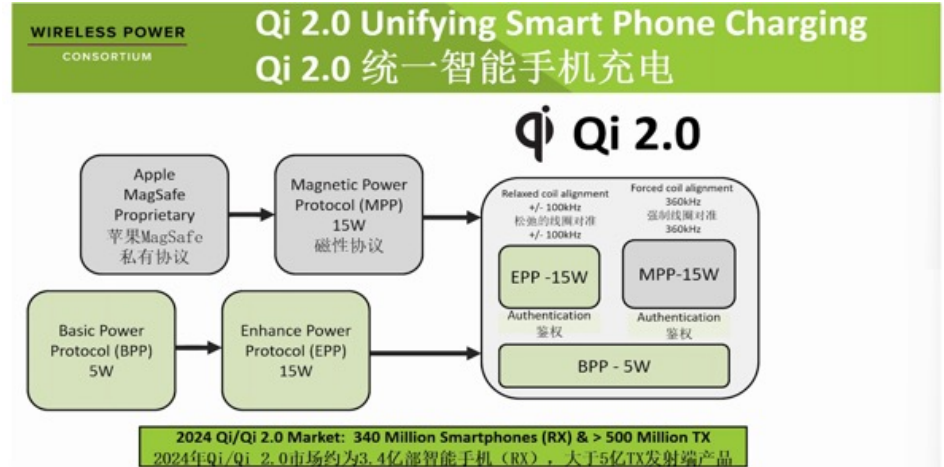 WIRELESS POWER
CONSORTIUM
Qi 2.0 Unifying Smart Phone Charging
Qi 2.0 统一智能手机充电
Qi 2.0
Apple
MagSafe
Proprietary
苹果MagSafe
私有协议
Magnetic Power
Protocol (MPP)
15W
磁性协议
Relaxed coil alignment
+/- 100kHz
松弛的线圈对准
+/- 100kHz
Forced coil alignment
360kHz
强制线圈对准
360kHz
EPP -15W
MPP-15W
Authentication
鉴权
Authentication
鉴权
BPP - 5W
Basic Power
Protocol (BPP)
5W
Enhance Power
Protocol (EPP)
15W
2024 Qi/Qi 2.0 Market: 340 Million Smartphones (RX) & > 500 Million TX
2024年Qi/Qi 2.0市场约为3.4亿部智能手机（RX），大于5亿TX发射端产品